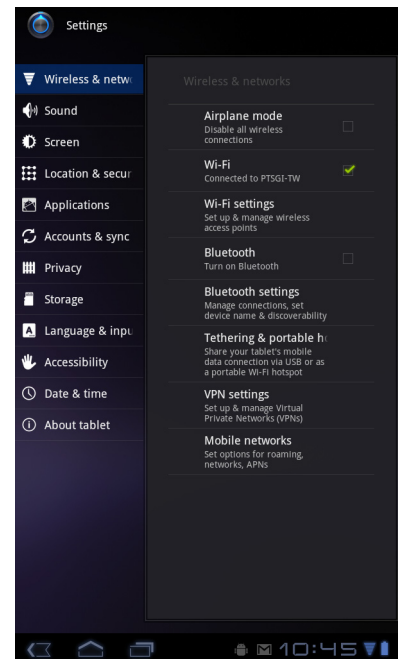 Settings
Wireless & netw
Sound
Screen
Location & secur
Applications
Accounts & sync
Privacy
Storage
Language & inpu
Accessibility
Date & time
About tablet
Wireless & networks
Airplane mode
Disable all wireless
connections
Wi-Fi
Connected to PTSGI-TW
Wi-Fi settings
Set up & manage wireless
access points
Bluetooth
Turn on Bluetooth
Bluetooth settings
Manage connections, set
device name & discoverability
Tethering & portable h
Share your tablet's mobile
data connection via USB or as
a portable Wi-Fi hotspot
VPN settings
Set up & manage Virtual
Private Networks (VPNs)
Mobile networks
Set options for roaming,
networks, APNs
10:45